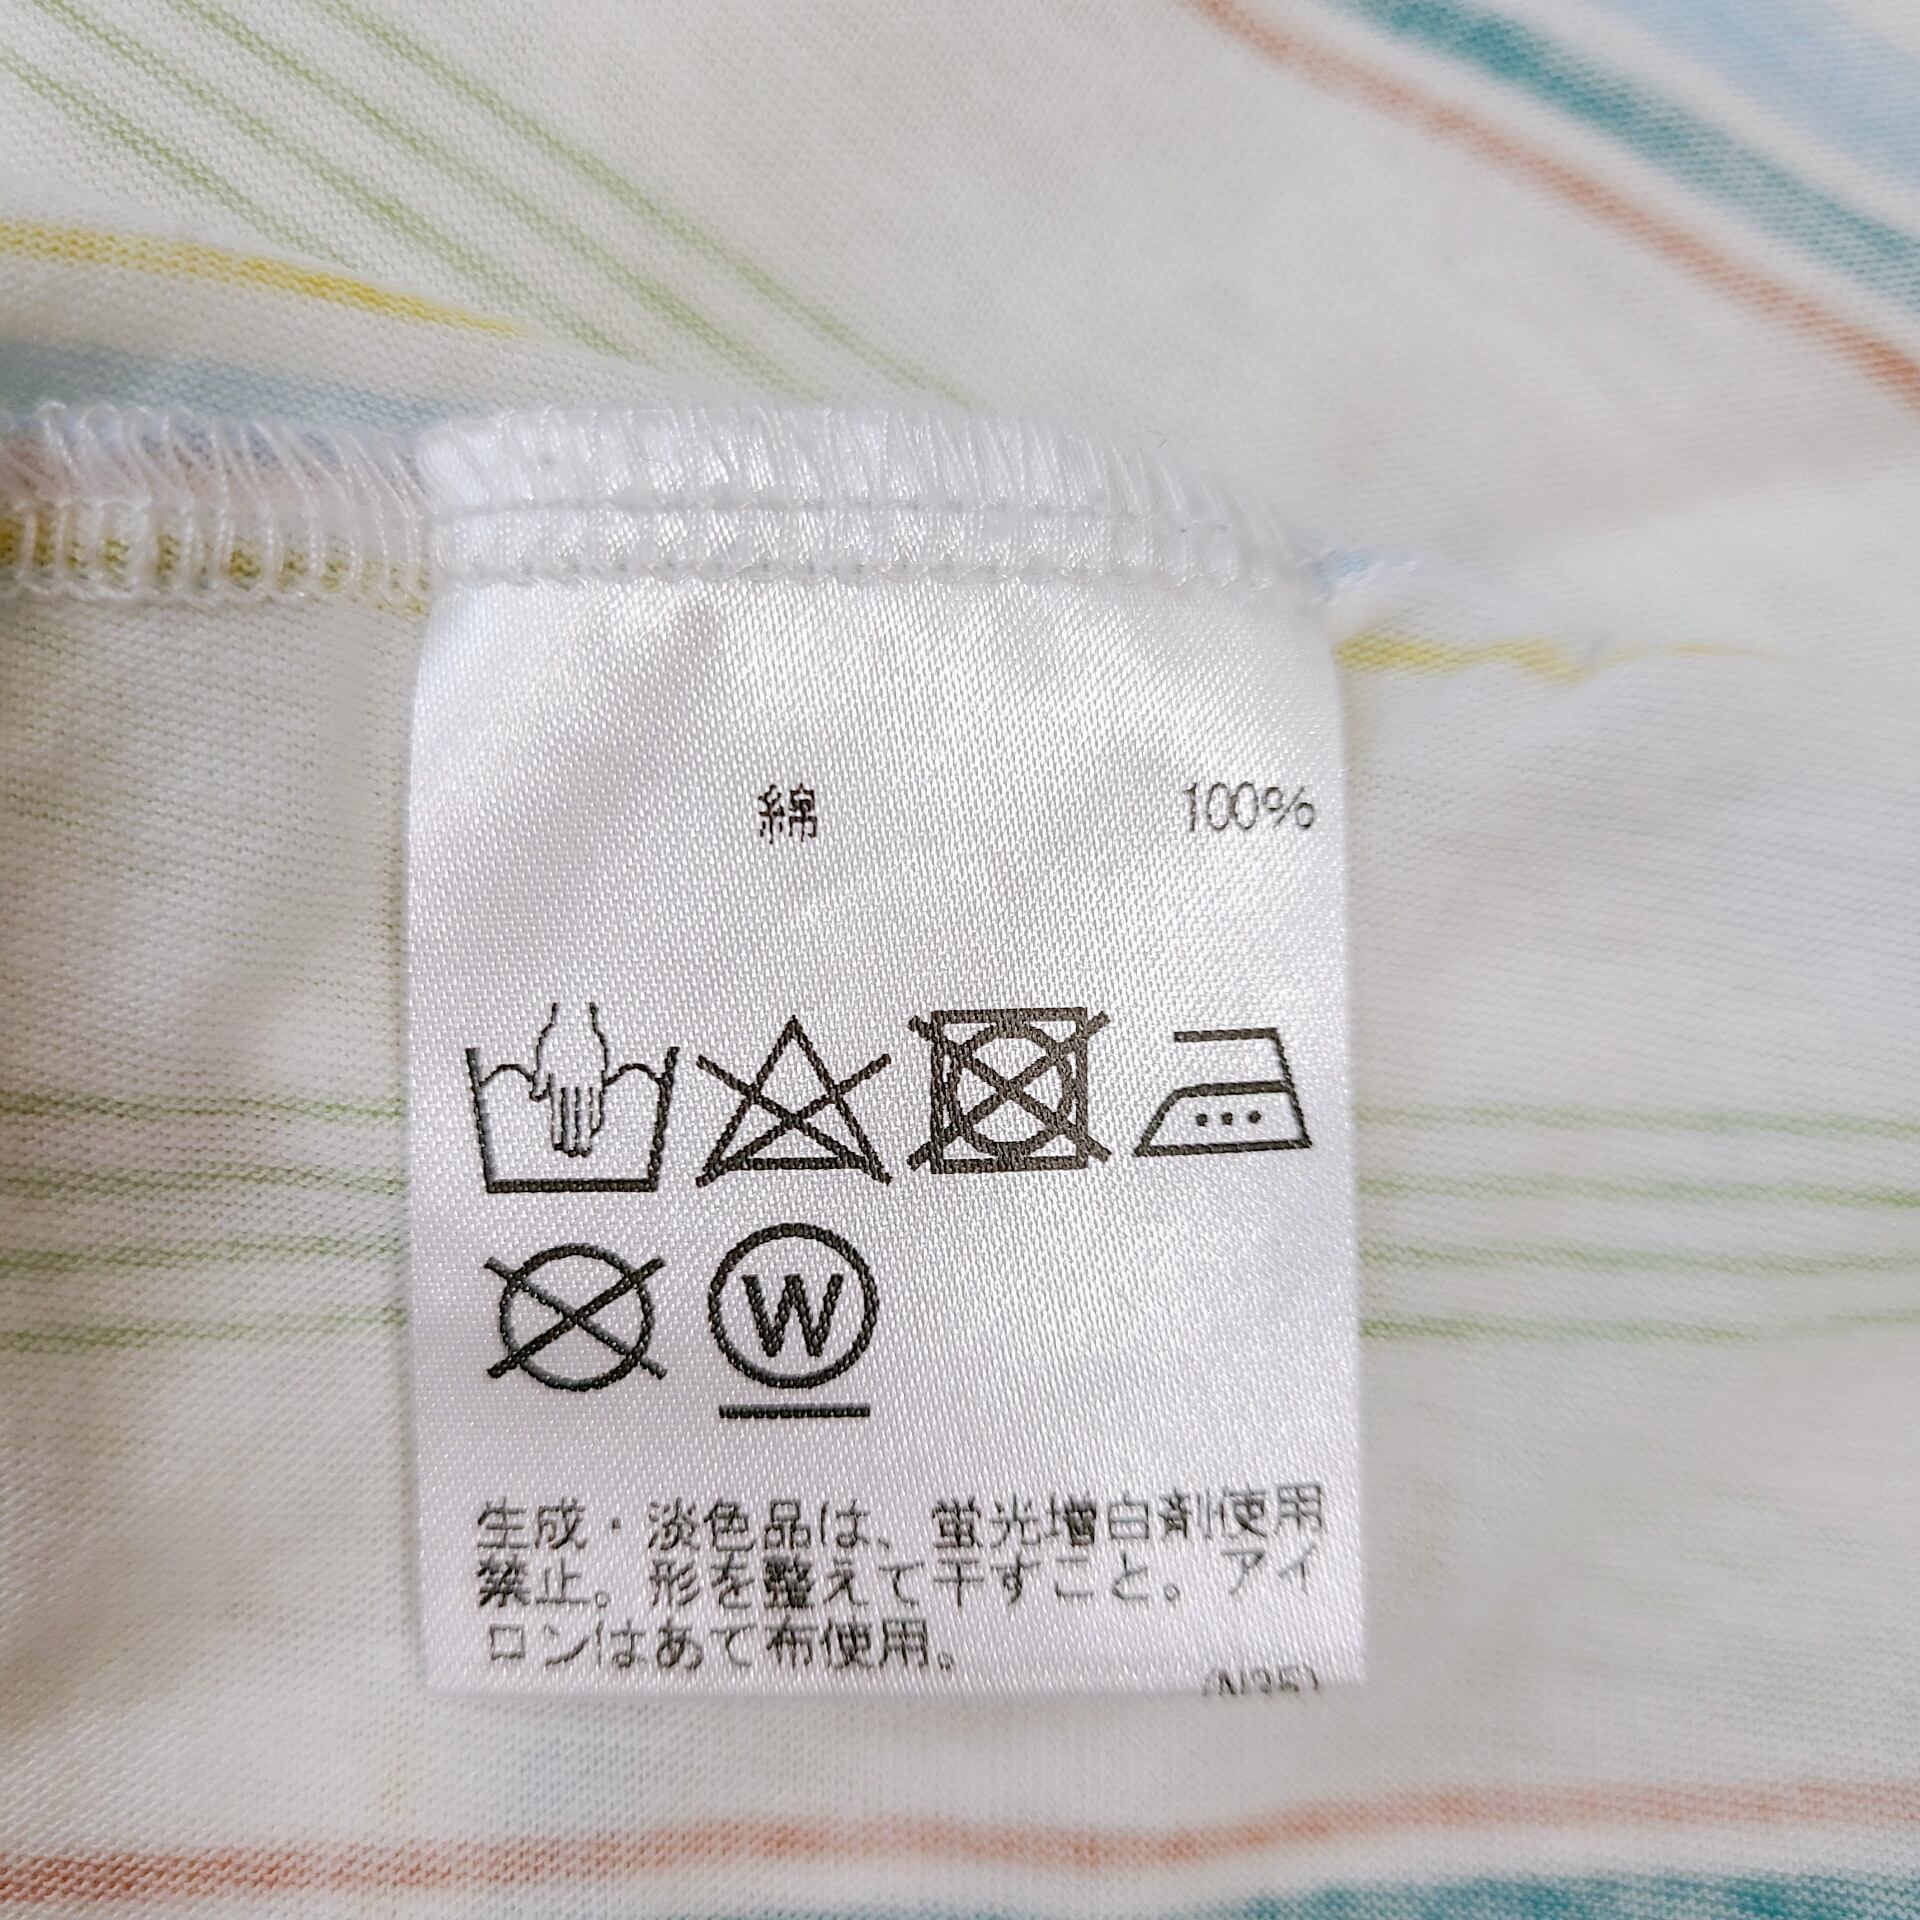 綿 100%
W
生成・淡色品は、蛍光増白剤使用
禁止。形を整えて干すこと。アイ
ロンはあて布使用。